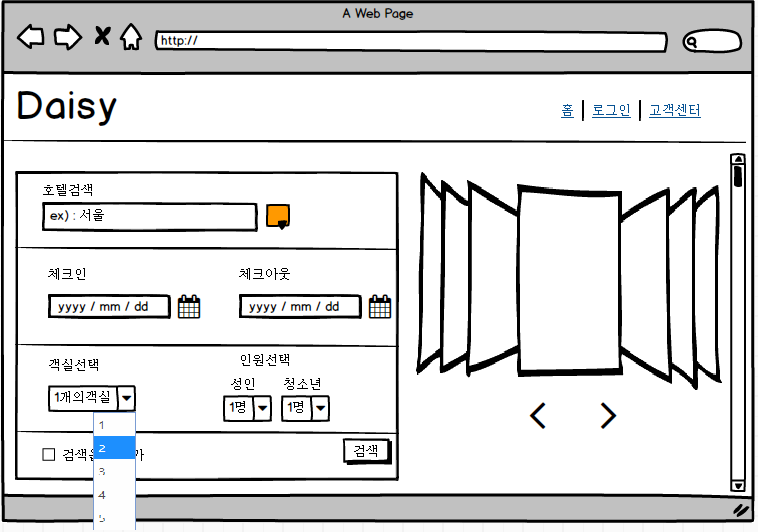 A Web Page
http://
Daisy
홈 | 로그인 | 고객센터
호텔검색
ex) : 서울
체크인
체크아웃
yyyy / mm / dd
yyyy / mm / dd
객실선택
인원선택
성인
청소년
1개의객실
1명
1명
1
2
3
4
5
검색
가
검색